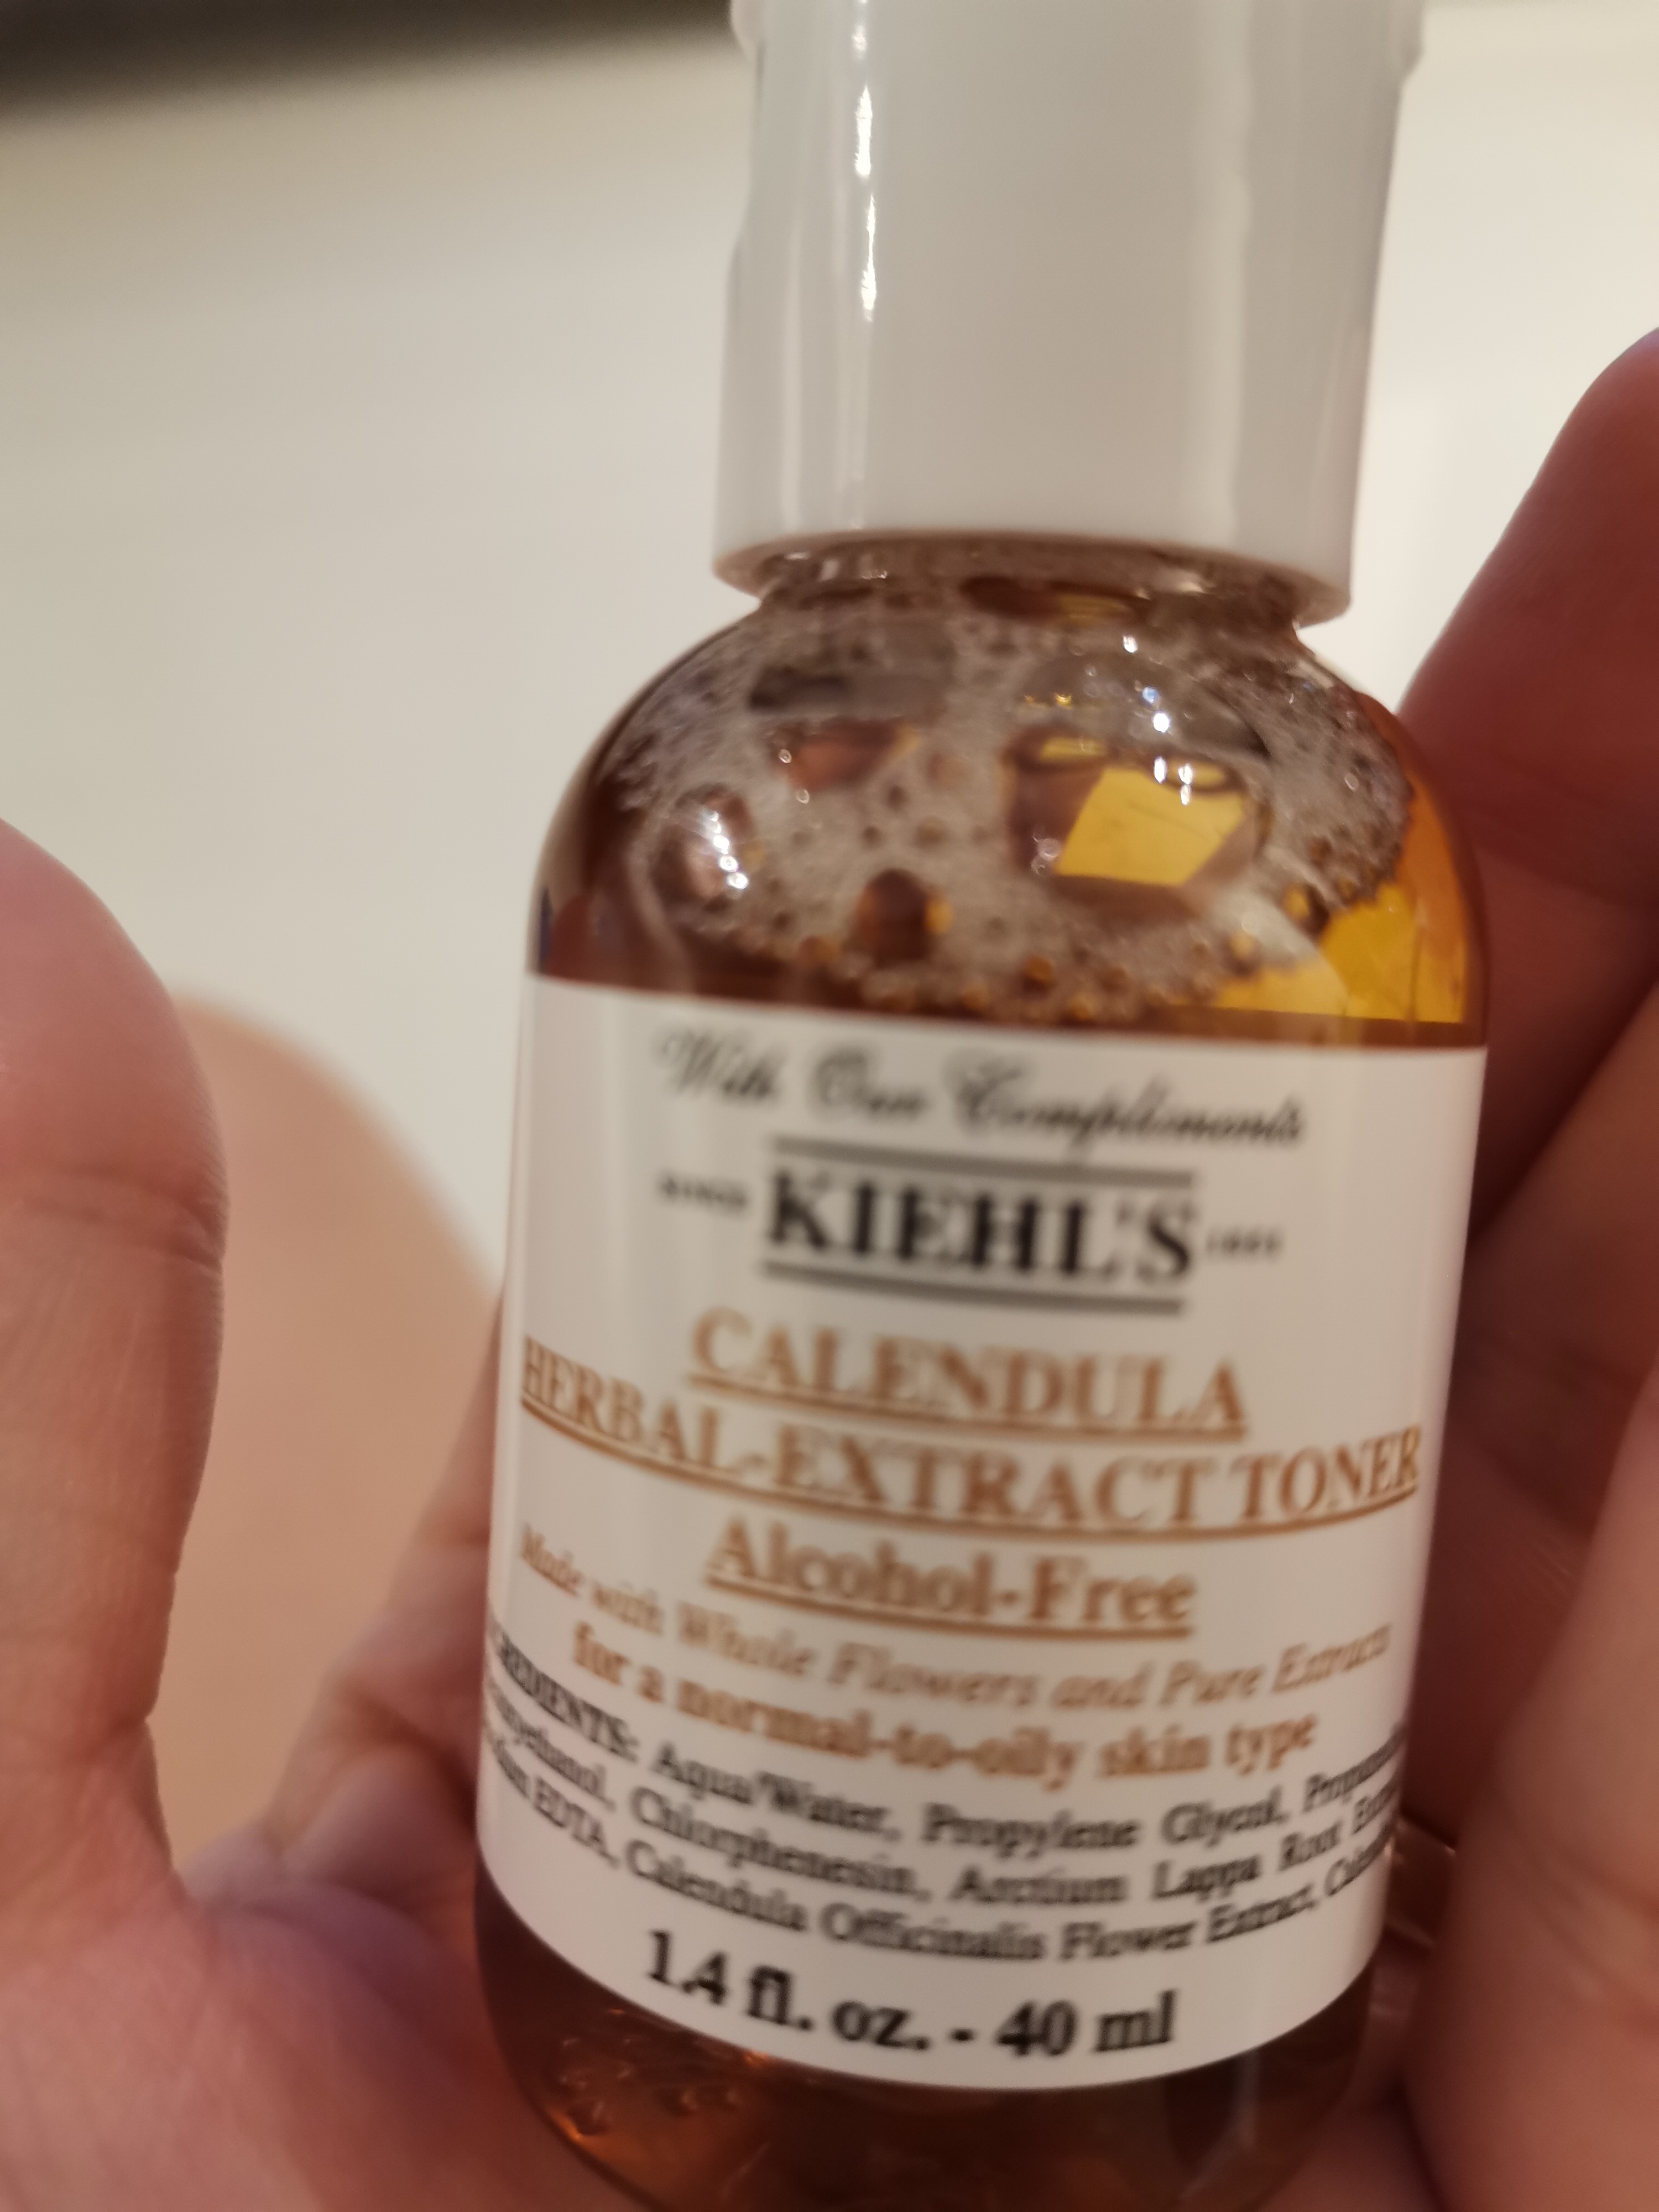 With Our Compliments
SINCE KIEHL'S 1851
CALENDULA
HERBAL-EXTRACT TONER
Alcohol-Free
Made with Whole Flowers and Pure Extracts
for a normal-to-oily skin type
Aqua/Water, Propylene Glycol,
Chlorphenesin, Arctium Lappa Root
EDTA, Calendula Officinalis Flower Extract,
1.4 fl. oz. - 40 ml